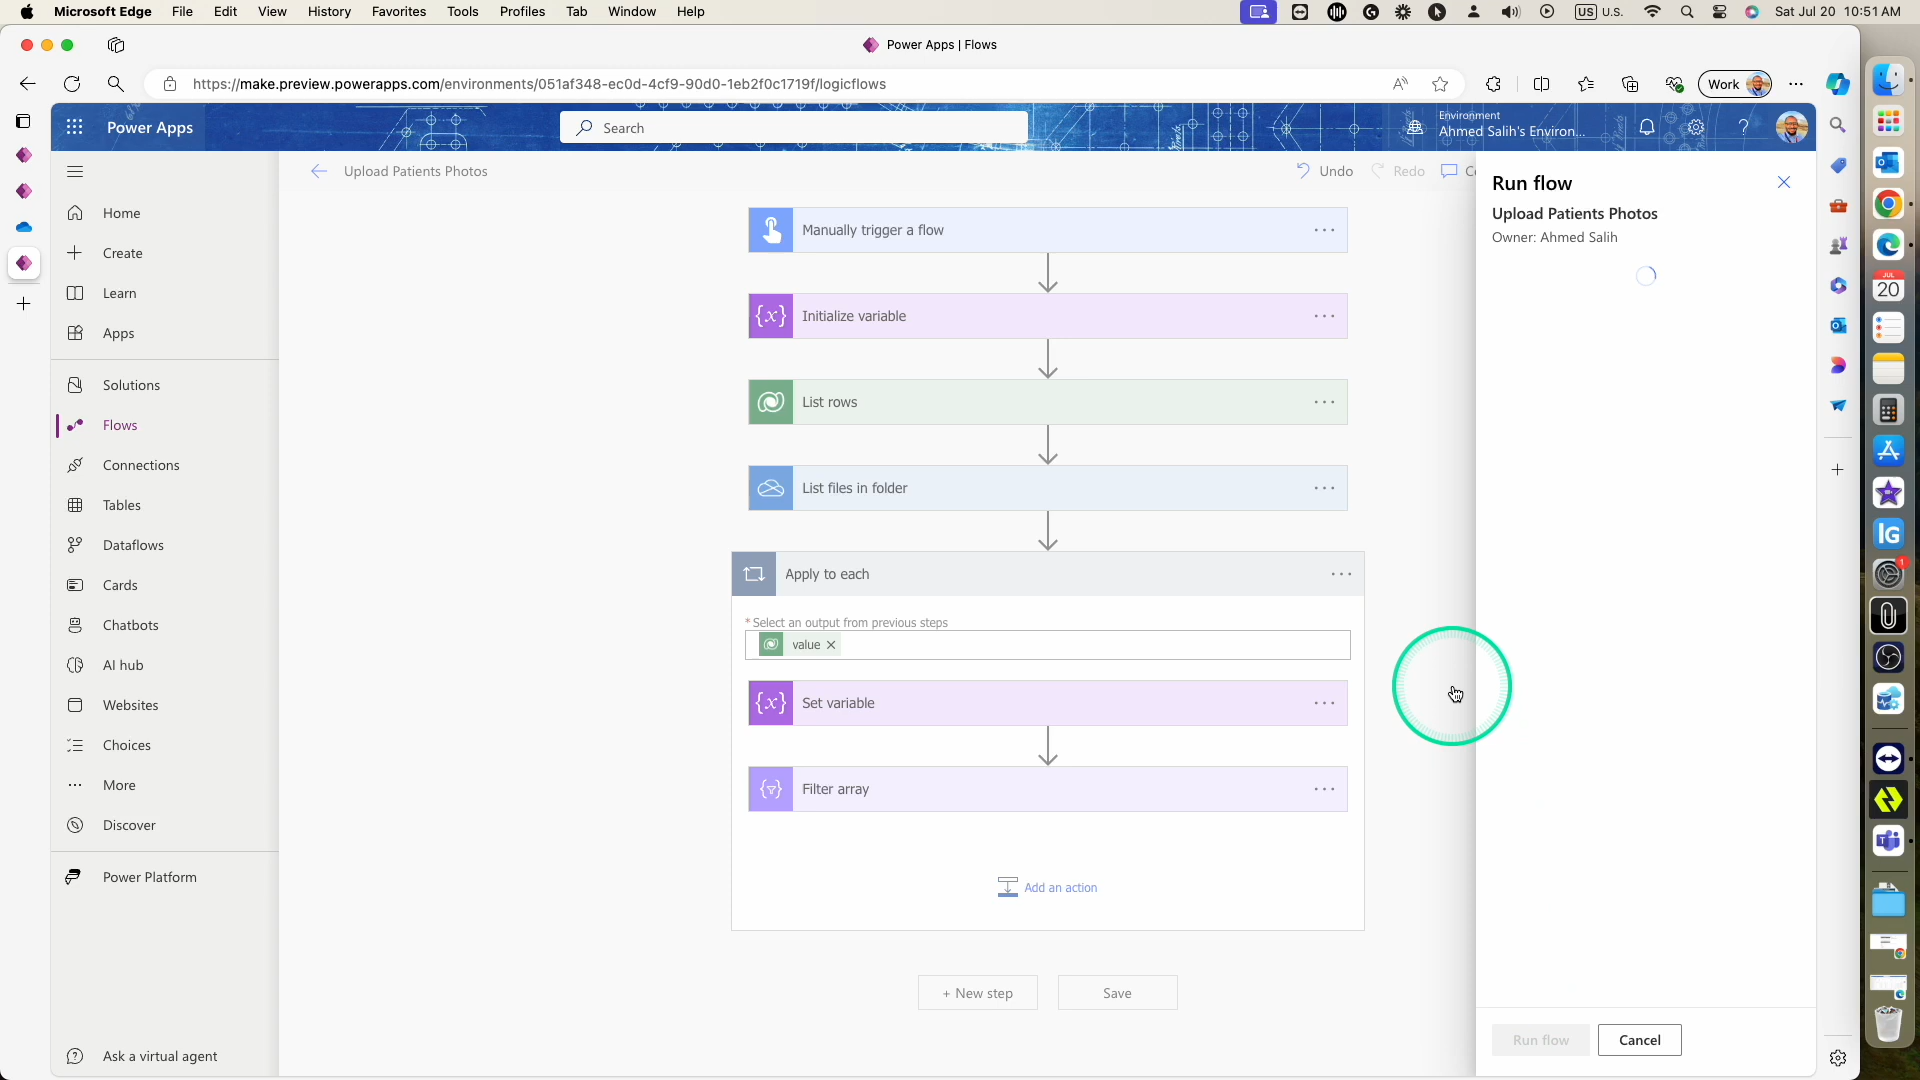 Microsoft Edge File Edit View History Favorites Tools Profiles Tab Window Help
US U.S. Sat Jul 20 10:51 AM
Power Apps | Flows
https://make.preview.powerapps.com/environments/051af348-ec0d-4cf9-90d0-1eb2f0c1719f/logicflows
Work
Power Apps
Search
Environment
Ahmed Salih's Environ...
Upload Patients Photos
Undo
Redo
Run flow
Upload Patients Photos
Owner: Ahmed Salih
Home
Create
Learn
Apps
Solutions
Flows
Connections
Tables
Dataflows
Cards
Chatbots
AI hub
Websites
Choices
More
Discover
Power Platform
Ask a virtual agent
Manually trigger a flow
Initialize variable
List rows
List files in folder
Apply to each
* Select an output from previous steps
value
Set variable
Filter array
Add an action
+ New step
Save
Run flow
Cancel
JUL
20
1